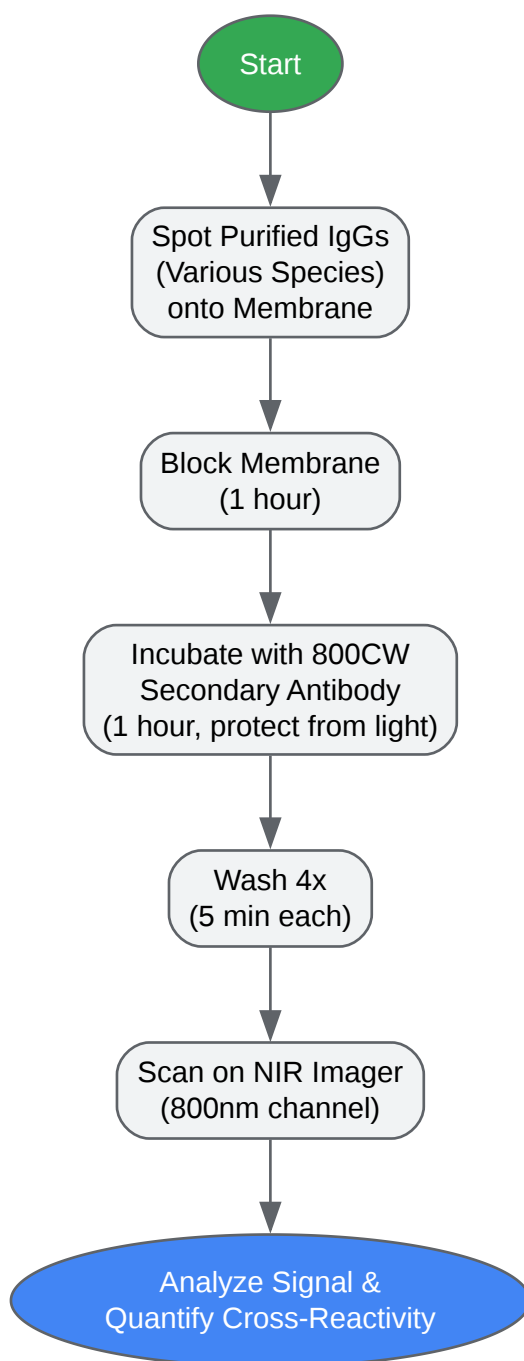 Start
Spot Purified IgGs
(Various Species)
onto Membrane
Block Membrane
(1 hour)
Incubate with 800CW
Secondary Antibody
(1 hour, protect from light)
Wash 4x
(5 min each)
Scan on NIR Imager
(800nm channel)
Analyze Signal &
Quantify Cross-Reactivity